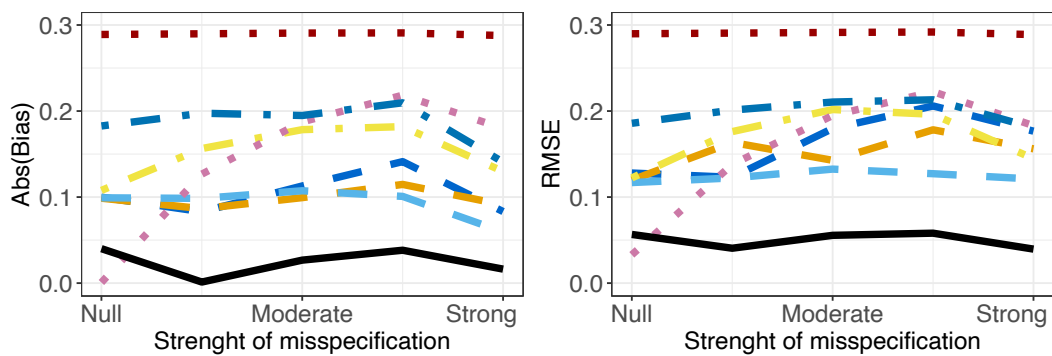 0.3
0.2
0.1
0.0
Abs(Bias)
Null
Moderate
Strong
Strenght of misspecification
0.3
0.2
0.1
0.0
RMSE
Null
Moderate
Strong
Strenght of misspecification